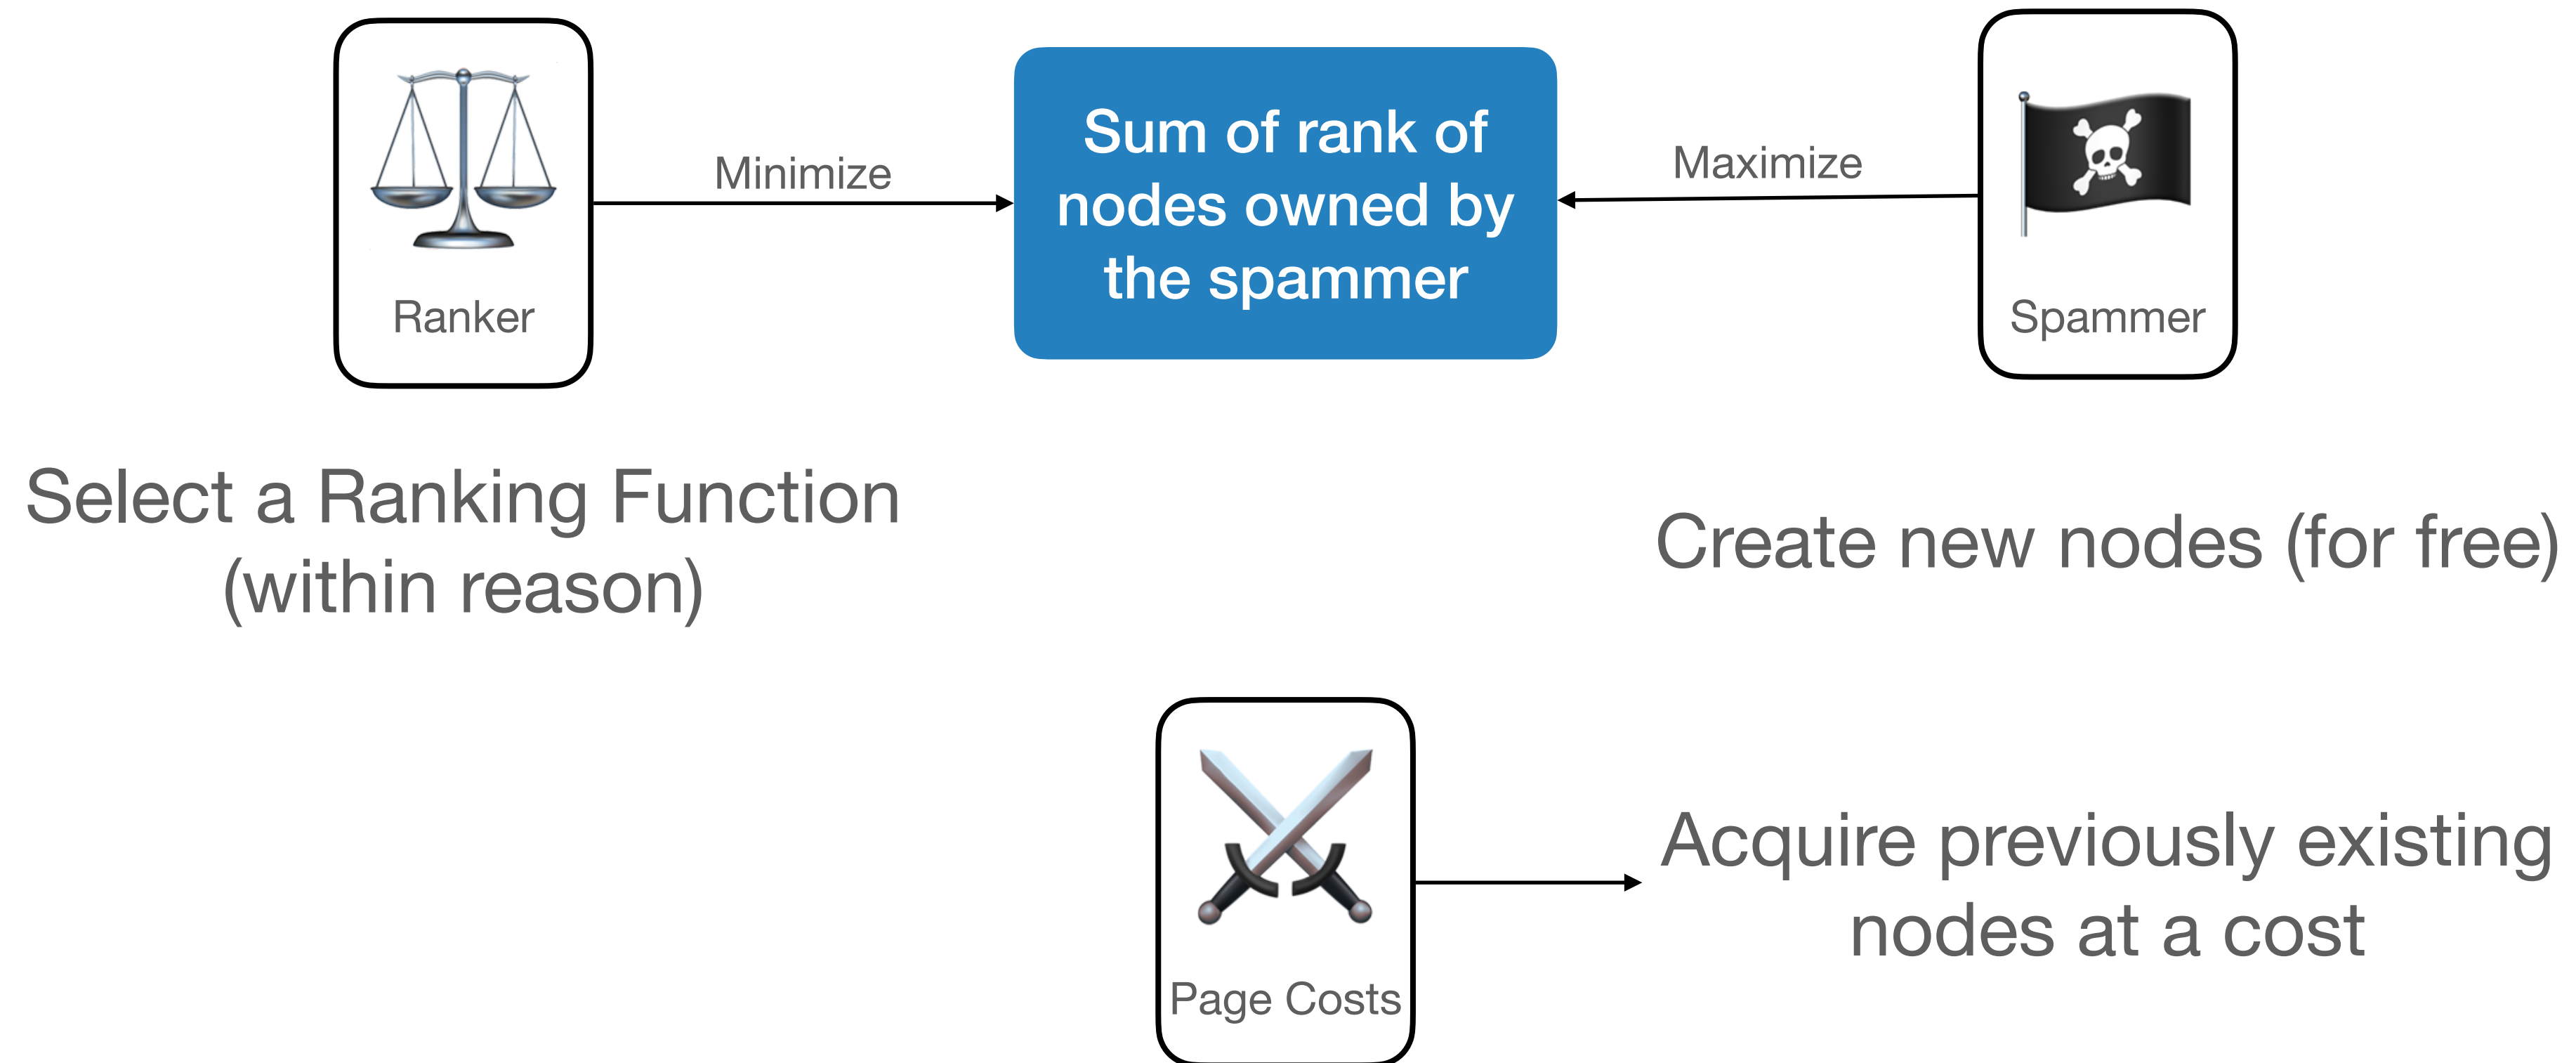 Ranker
Minimize
Sum of rank of
nodes owned by
the spammer
Maximize
Spammer
Select a Ranking Function
(within reason)
Create new nodes (for free)
Page Costs
Acquire previously existing
nodes at a cost